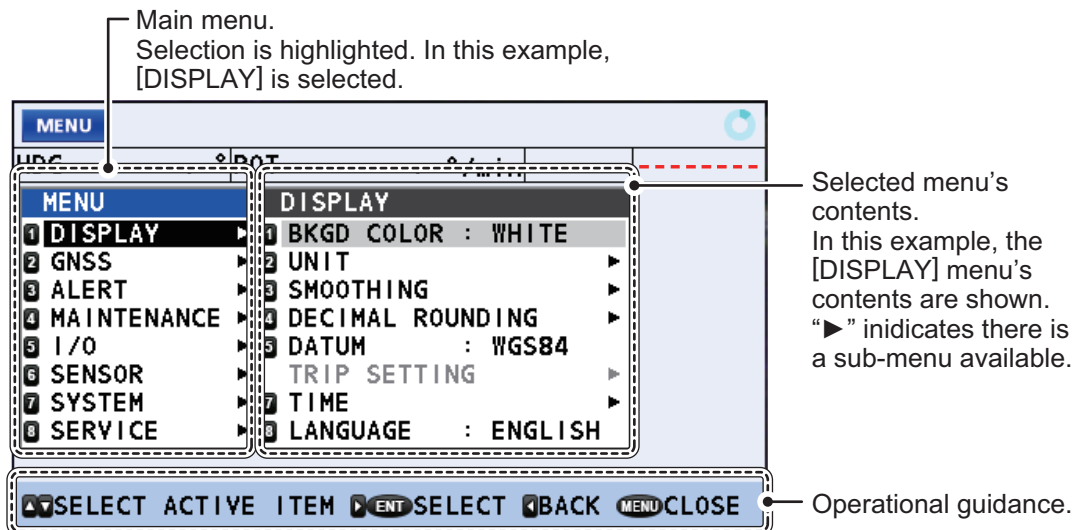 Main menu.
Selection is highlighted. In this example,
[DISPLAY] is selected.
MENU
HDG ° ROT °/min
MENU
1 DISPLAY ▶
2 GNSS ▶
3 ALERT ▶
4 MAINTENANCE ▶
5 I/O ▶
6 SENSOR ▶
7 SYSTEM ▶
8 SERVICE ▶
DISPLAY
1 BKGD COLOR : WHITE
2 UNIT ▶
3 SMOOTHING ▶
4 DECIMAL ROUNDING ▶
5 DATUM : WGS84
TRIP SETTING ▶
7 TIME ▶
8 LANGUAGE : ENGLISH
Selected menu's
contents.
In this example, the
[DISPLAY] menu's
contents are shown.
“▶” inidicates there is
a sub-menu available.
▲▼SELECT ACTIVE ITEM ▶ENT SELECT ◀BACK MENU CLOSE
Operational guidance.